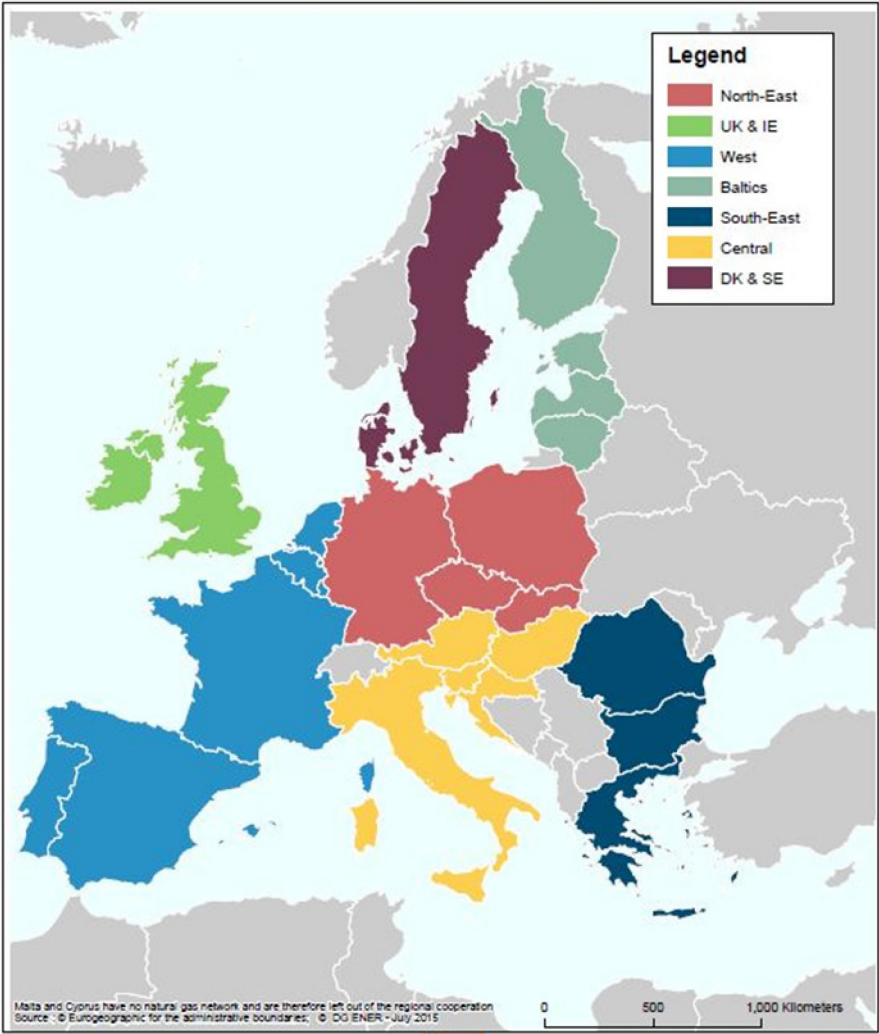 Legend
North-East
UK & IE
West
Baltics
South-East
Central
DK & SE
Malta and Cyprus have no natural gas network and are therefore left out of the regional cooperation
Source : © Eurogeographic for the administrative boundaries; © DG ENER - July 2015
0 500 1,000 Kilometers